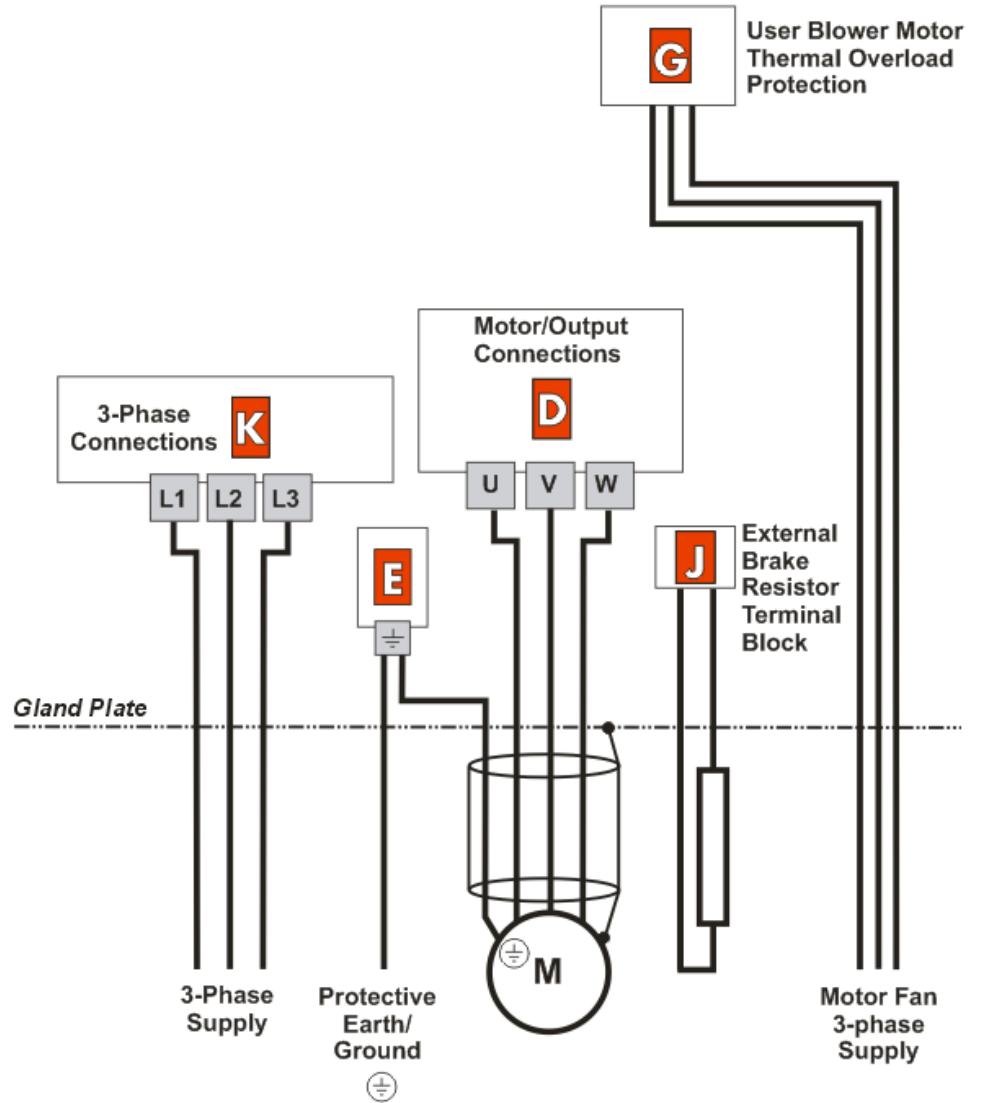 G
User Blower Motor
Thermal Overload
Protection
Motor/Output
Connections
D
3-Phase
Connections
K
U
V
W
L1
L2
L3
E
J
External
Brake
Resistor
Terminal
Block
Gland Plate
M
3-Phase
Supply
Protective
Earth/
Ground
Motor Fan
3-phase
Supply